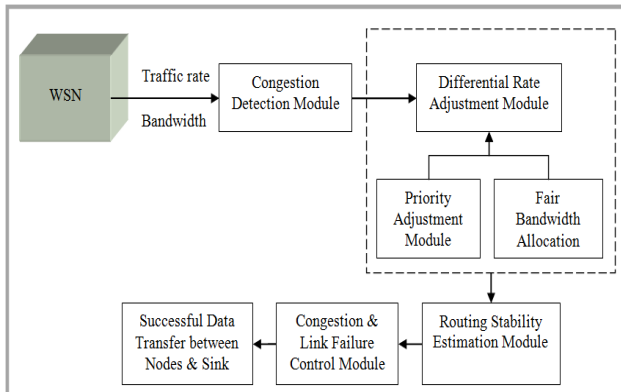 WSN
Traffic rate
Bandwidth
Congestion
Detection Module
Differential Rate
Adjustment Module
Priority
Adjustment
Module
Fair
Bandwidth
Allocation
Successful Data
Transfer between
Nodes & Sink
Congestion &
Link Failure
Control Module
Routing Stability
Estimation Module